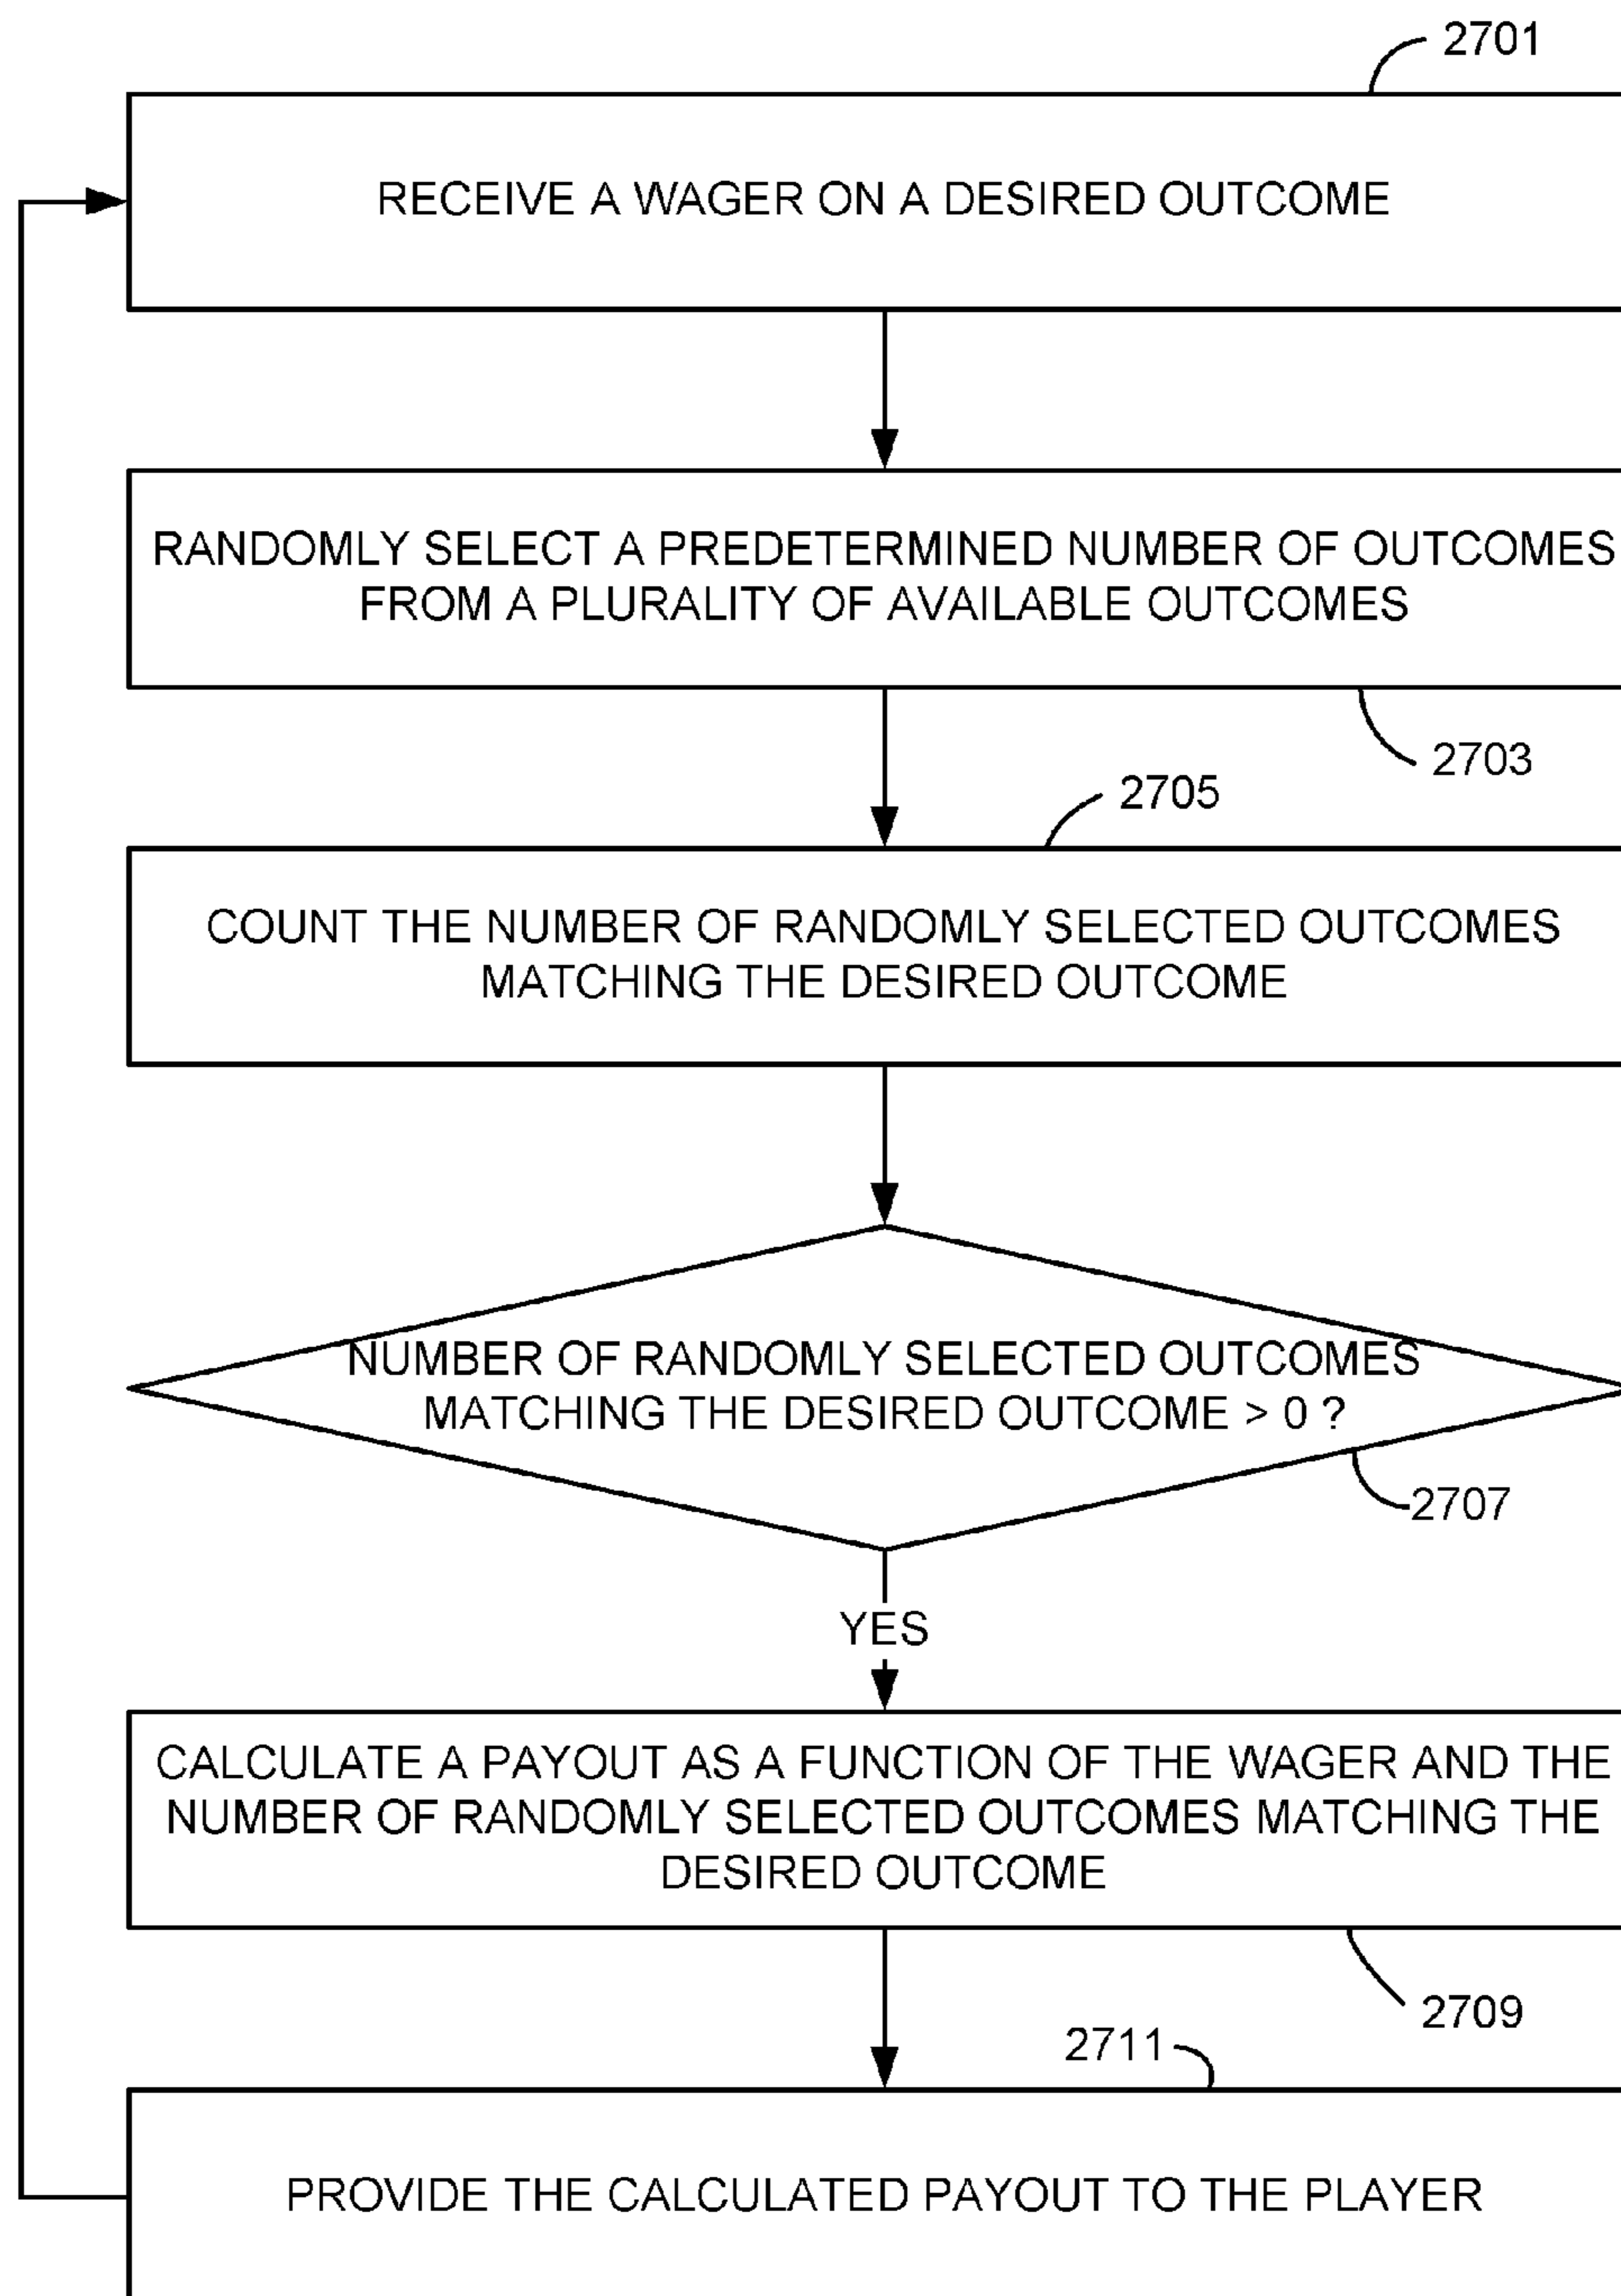 2701
RECEIVE A WAGER ON A DESIRED OUTCOME
RANDOMLY SELECT A PREDETERMINED NUMBER OF OUTCOMES
FROM A PLURALITY OF AVAILABLE OUTCOMES
2703
2705
COUNT THE NUMBER OF RANDOMLY SELECTED OUTCOMES
MATCHING THE DESIRED OUTCOME
NUMBER OF RANDOMLY SELECTED OUTCOMES
MATCHING THE DESIRED OUTCOME > 0 ?
2707
YES
CALCULATE A PAYOUT AS A FUNCTION OF THE WAGER AND THE
NUMBER OF RANDOMLY SELECTED OUTCOMES MATCHING THE
DESIRED OUTCOME
2709
2711
PROVIDE THE CALCULATED PAYOUT TO THE PLAYER